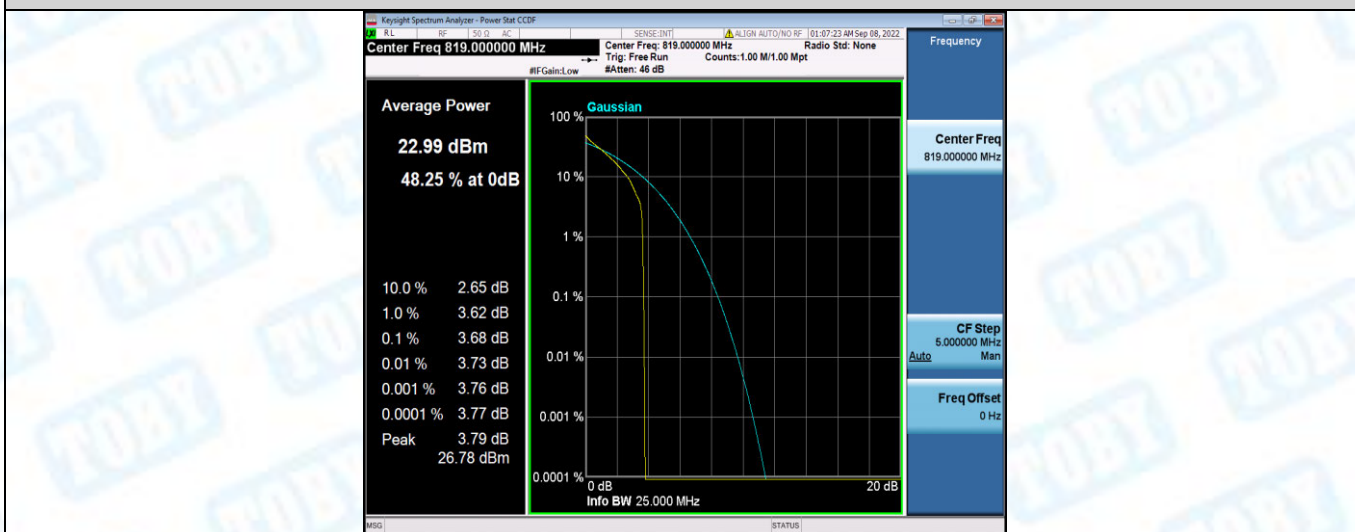 Keysight Spectrum Analyzer - Power Stat CCDF
RL RF 50 Ω AC SENSE:INT ALIGN AUTO/NO RF 01:07:23 AM Sep 08, 2022
Center Freq 819.000000 MHz
Center Freq: 819.000000 MHz Radio Std: None
Trig: Free Run Counts:1.00 M/1.00 Mpt
#IFGain:Low #Atten: 46 dB
Frequency
Average Power
22.99 dBm
48.25 % at 0dB
10.0 % 2.65 dB
1.0 % 3.62 dB
0.1 % 3.68 dB
0.01 % 3.73 dB
0.001 % 3.76 dB
0.0001 % 3.77 dB
Peak 3.79 dB
26.78 dBm
Gaussian
100 %
10 %
1 %
0.1 %
0.01 %
0.001 %
0.0001 %
0 dB 20 dB
Info BW 25.000 MHz
Center Freq
819.000000 MHz
CF Step
5.000000 MHz
Auto Man
Freq Offset
0 Hz
MSG STATUS
TOBY
TOBY
TOBY
TOBY
TOBY
TOBY